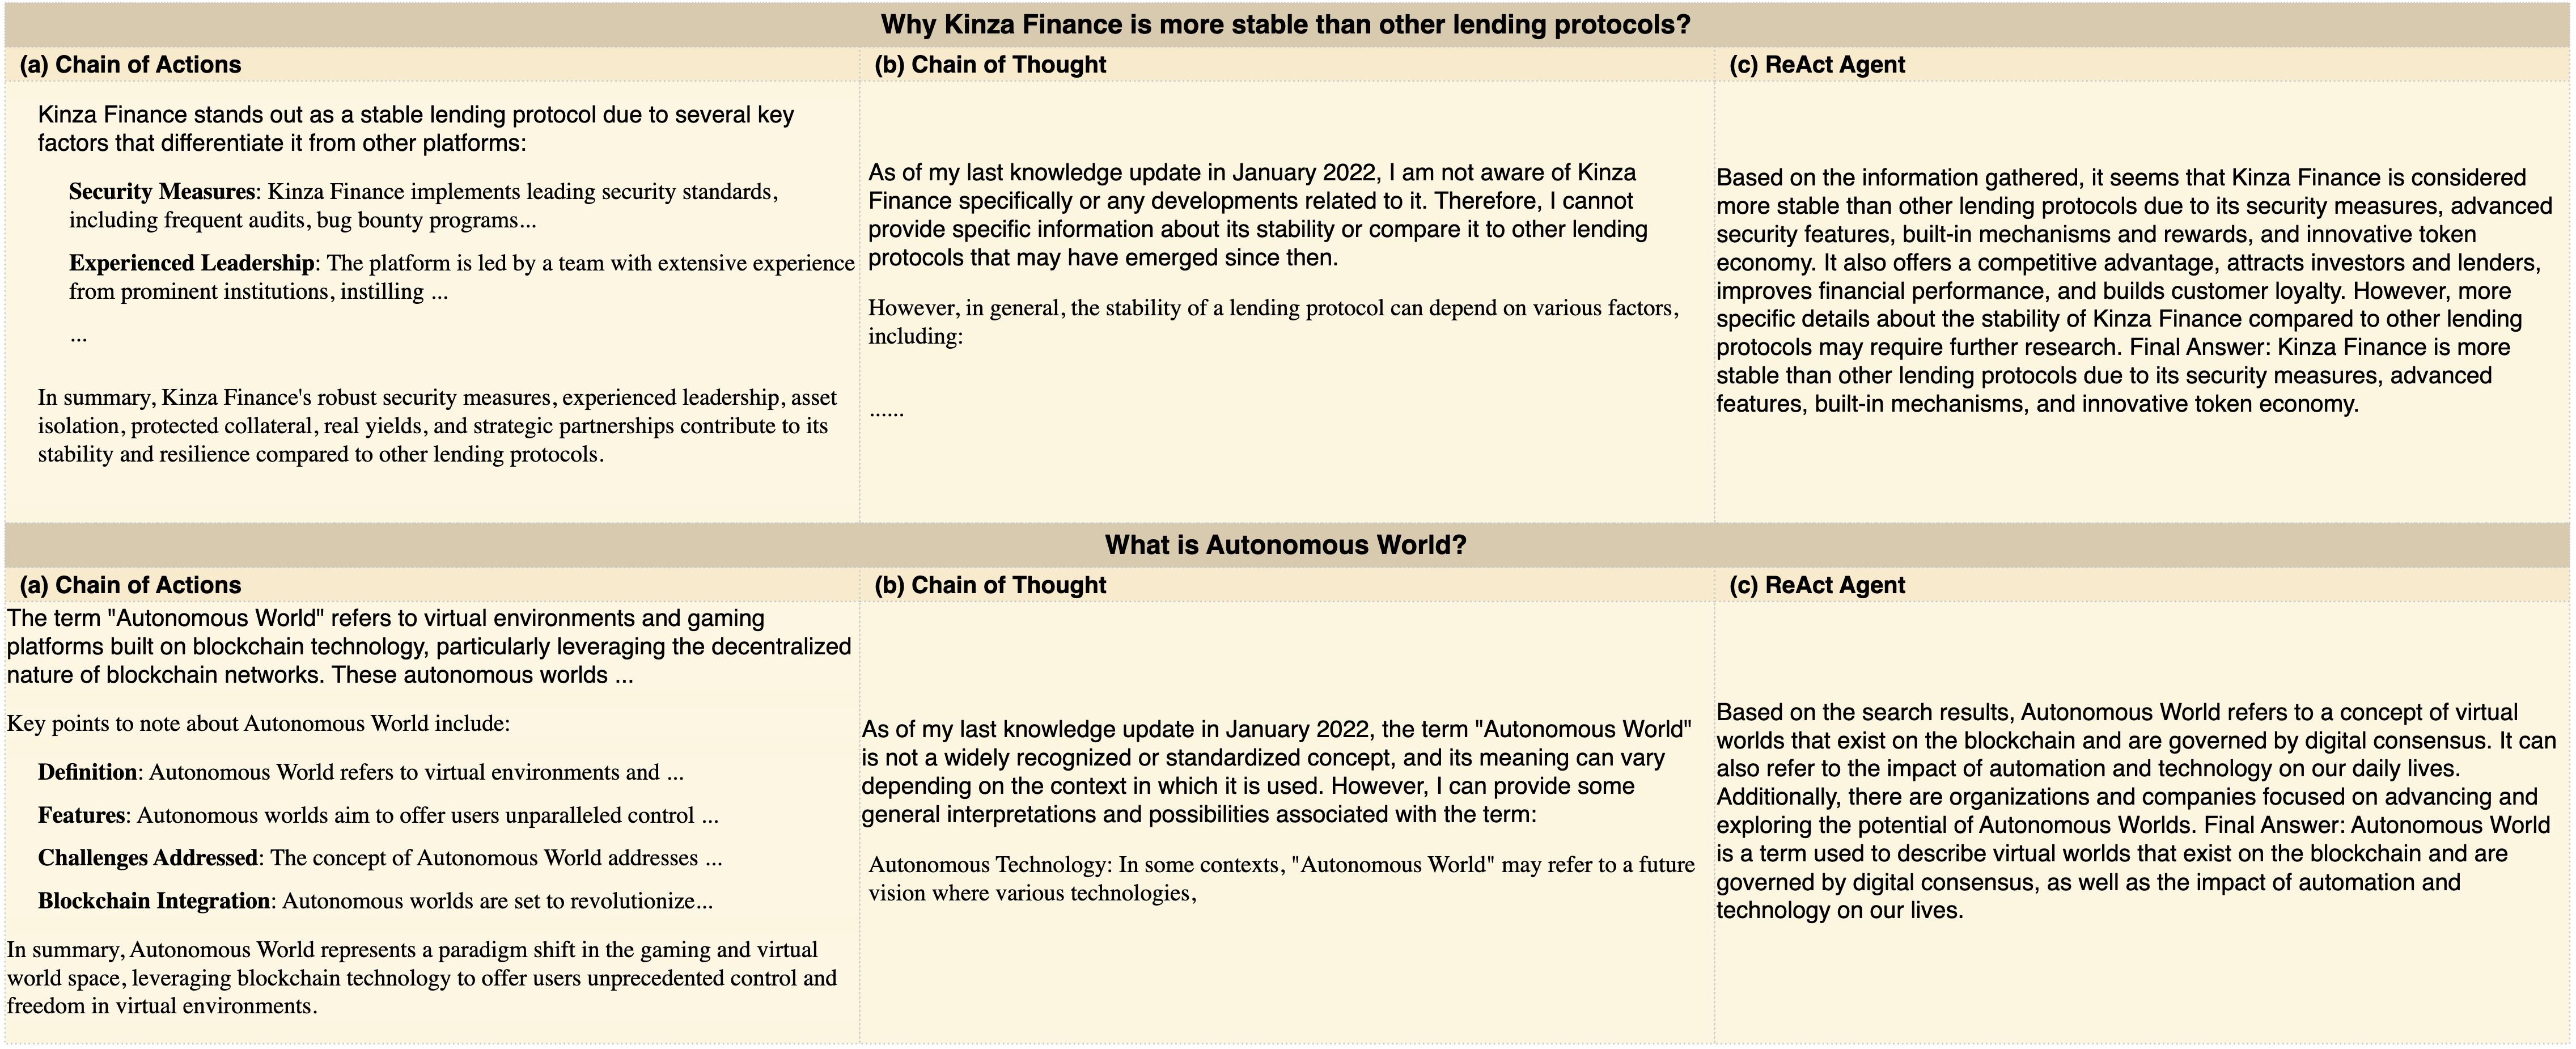 Why Kinza Finance is more stable than other lending protocols?
(a) Chain of Actions
Kinza Finance stands out as a stable lending protocol due to several key
factors that differentiate it from other platforms:
Security Measures: Kinza Finance implements leading security standards,
including frequent audits, bug bounty programs...
Experienced Leadership: The platform is led by a team with extensive experience
from prominent institutions, instilling ...
...
In summary, Kinza Finance's robust security measures, experienced leadership, asset
isolation, protected collateral, real yields, and strategic partnerships contribute to its
stability and resilience compared to other lending protocols.
(b) Chain of Thought
As of my last knowledge update in January 2022, I am not aware of Kinza
Finance specifically or any developments related to it. Therefore, I cannot
provide specific information about its stability or compare it to other lending
protocols that may have emerged since then.
However, in general, the stability of a lending protocol can depend on various factors,
including:
......
(c) ReAct Agent
Based on the information gathered, it seems that Kinza Finance is considered
more stable than other lending protocols due to its security measures, advanced
security features, built-in mechanisms and rewards, and innovative token
economy. It also offers a competitive advantage, attracts investors and lenders,
improves financial performance, and builds customer loyalty. However, more
specific details about the stability of Kinza Finance compared to other lending
protocols may require further research. Final Answer: Kinza Finance is more
stable than other lending protocols due to its security measures, advanced
features, built-in mechanisms, and innovative token economy.
What is Autonomous World?
(a) Chain of Actions
The term "Autonomous World" refers to virtual environments and gaming
platforms built on blockchain technology, particularly leveraging the decentralized
nature of blockchain networks. These autonomous worlds ...
Key points to note about Autonomous World include:
Definition: Autonomous World refers to virtual environments and ...
Features: Autonomous worlds aim to offer users unparalleled control ...
Challenges Addressed: The concept of Autonomous World addresses ...
Blockchain Integration: Autonomous worlds are set to revolutionize...
In summary, Autonomous World represents a paradigm shift in the gaming and virtual
world space, leveraging blockchain technology to offer users unprecedented control and
freedom in virtual environments.
(b) Chain of Thought
As of my last knowledge update in January 2022, the term "Autonomous World"
is not a widely recognized or standardized concept, and its meaning can vary
depending on the context in which it is used. However, I can provide some
general interpretations and possibilities associated with the term:
Autonomous Technology: In some contexts, "Autonomous World" may refer to a future
vision where various technologies,
(c) ReAct Agent
Based on the search results, Autonomous World refers to a concept of virtual
worlds that exist on the blockchain and are governed by digital consensus. It can
also refer to the impact of automation and technology on our daily lives.
Additionally, there are organizations and companies focused on advancing and
exploring the potential of Autonomous Worlds. Final Answer: Autonomous World
is a term used to describe virtual worlds that exist on the blockchain and are
governed by digital consensus, as well as the impact of automation and
technology on our lives.